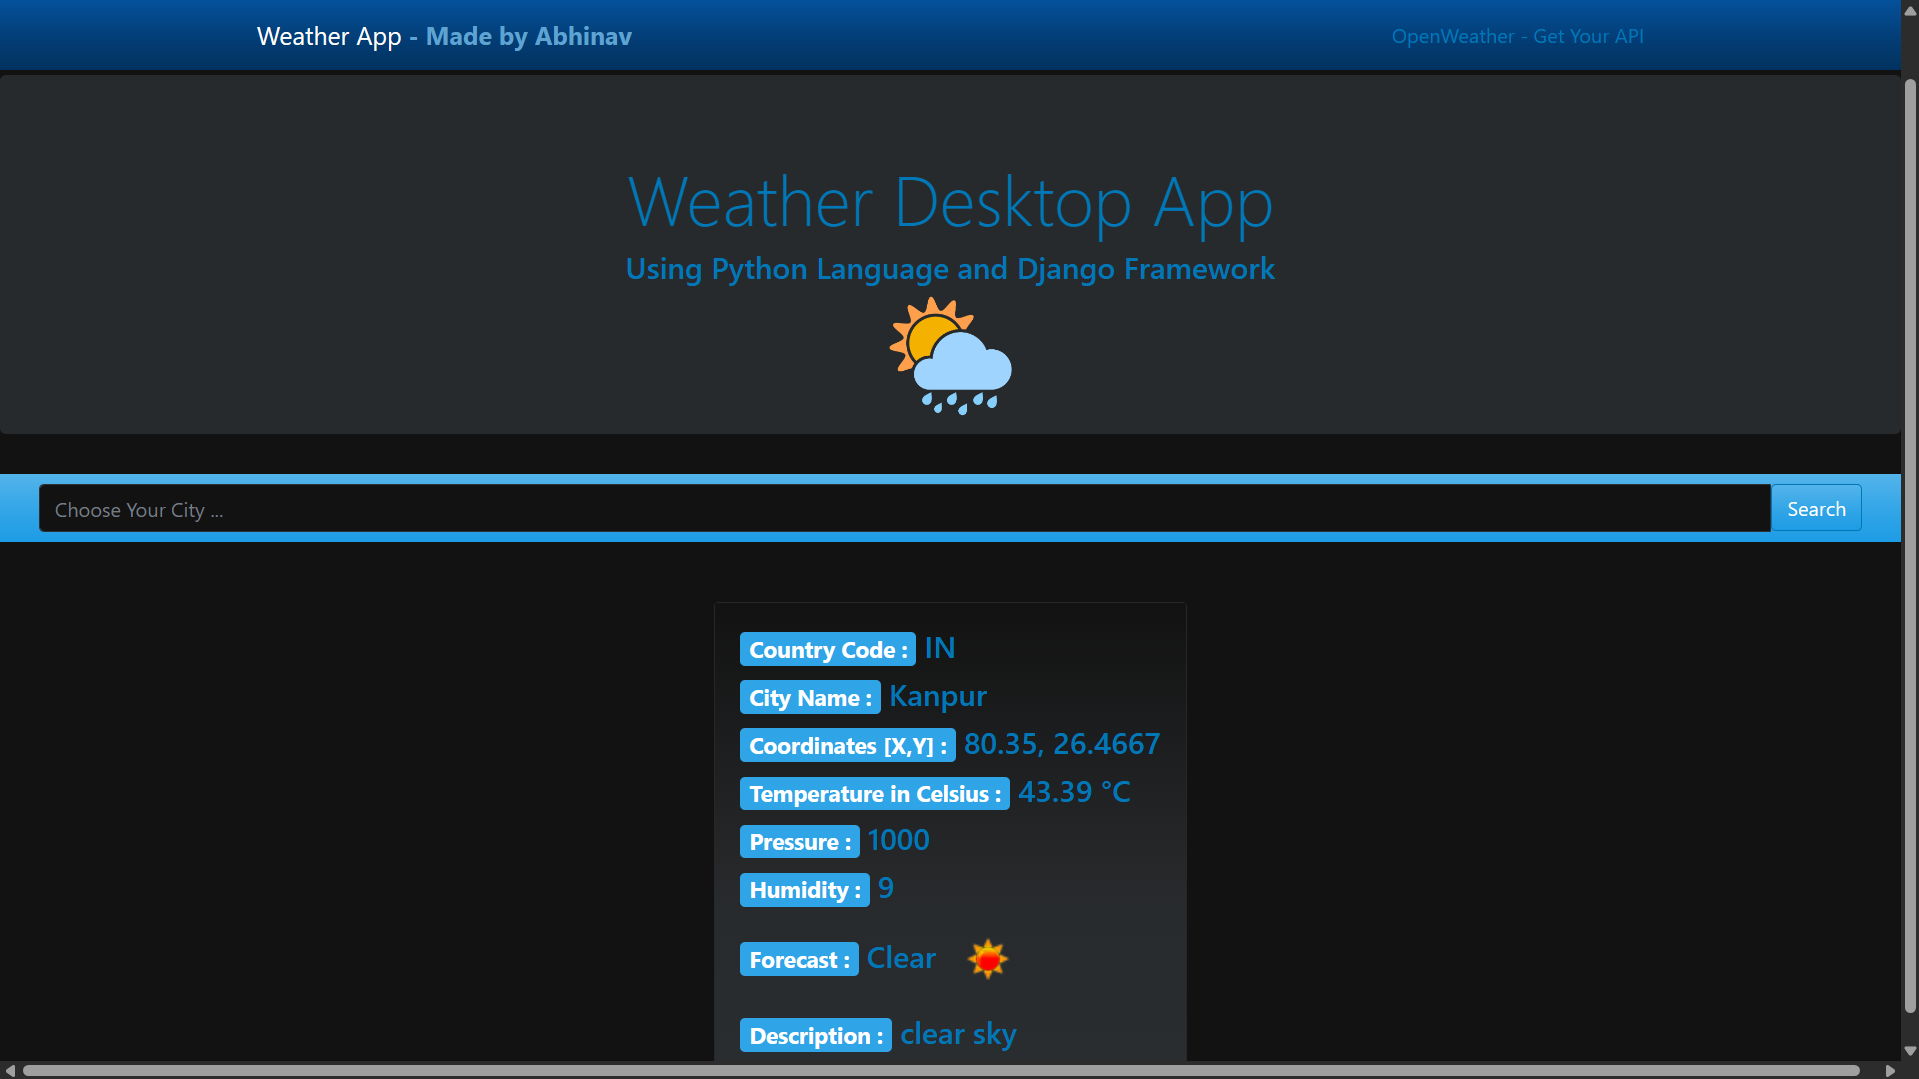 Weather App - Made by Abhinav
OpenWeather - Get Your API
Weather Desktop App
Using Python Language and Django Framework
Choose Your City ...
Search
Country Code : IN
City Name : Kanpur
Coordinates [X,Y] : 80.35, 26.4667
Temperature in Celsius : 43.39 °C
Pressure : 1000
Humidity : 9
Forecast : Clear
Description : clear sky